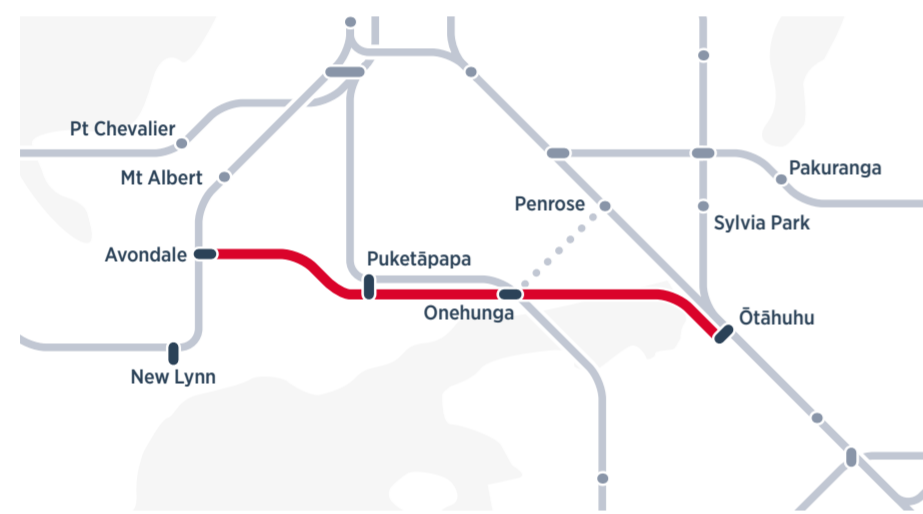 Pt Chevalier
Mt Albert
Pakuranga
Penrose
Sylvia Park
Avondale
Puketāpapa
Onehunga
Ōtāhuhu
New Lynn